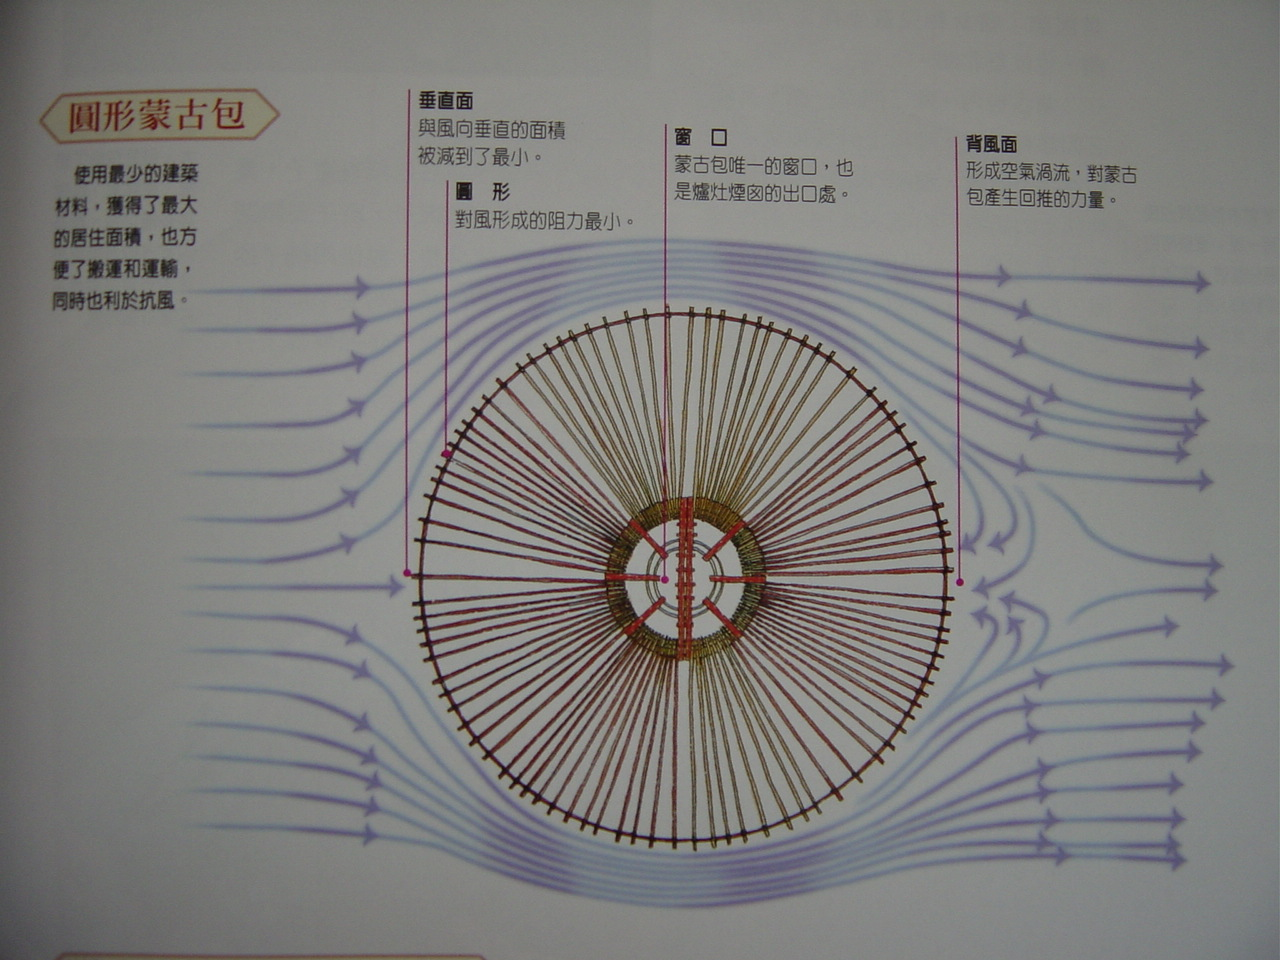 圓形蒙古包
使用最少的建築
材料，獲得了最大
的居住面積，也方
便了搬運和運輸，
同時也利於抗風。
垂直面
與風向垂直的面積
被減到了最小。
圓 形
對風形成的阻力最小。
窗 口
蒙古包唯一的窗口，也
是爐灶煙囪的出口處。
背風面
形成空氣渦流，對蒙古
包產生回推的力量。